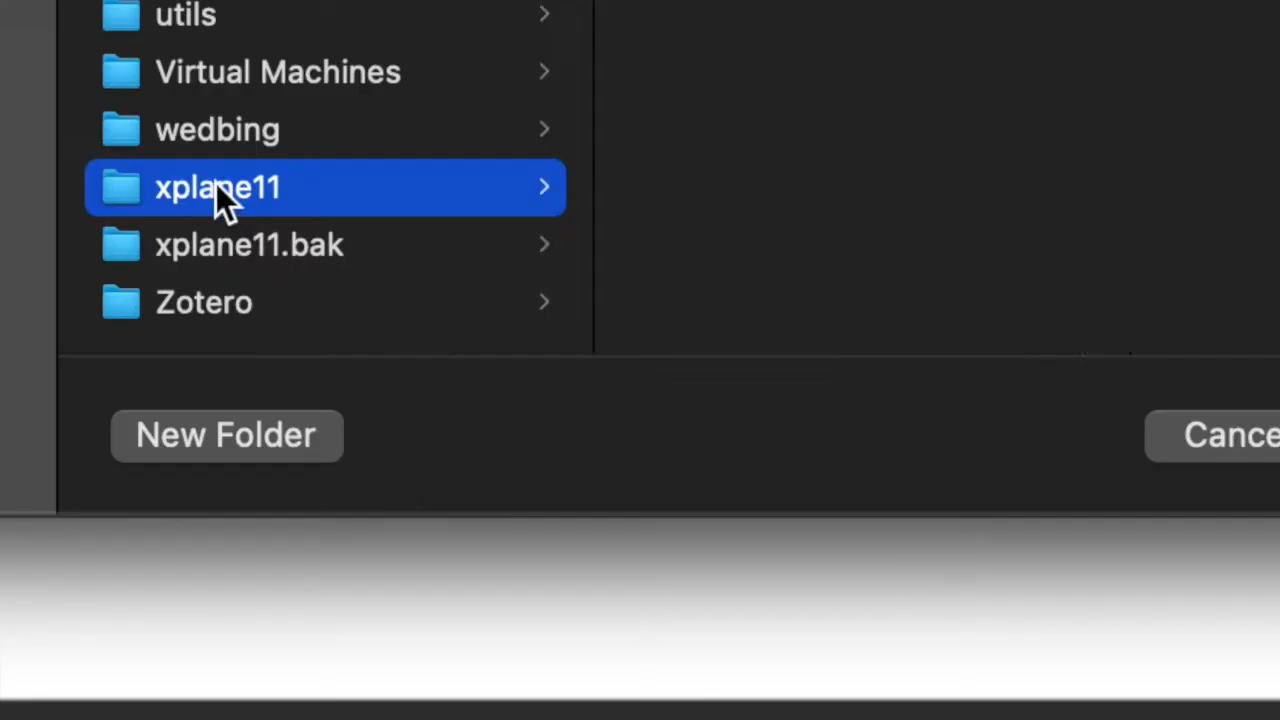 utils
Virtual Machines
wedbing
xplane11
xplane11.bak
Zotero
New Folder
Cance